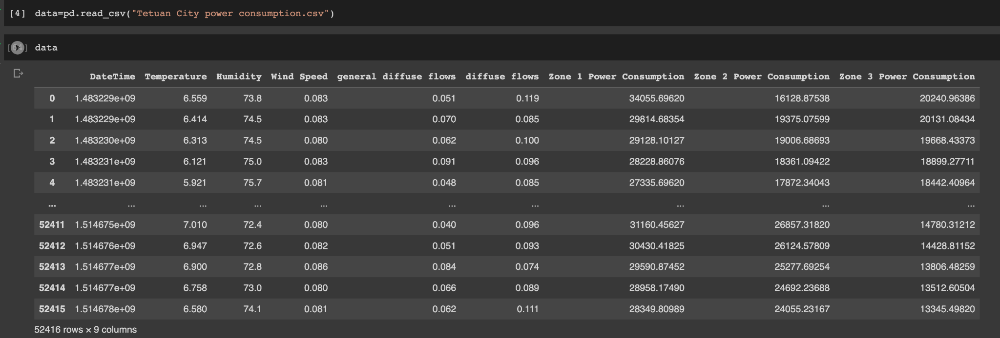 [4] data=pd.read_csv("Tetuan City power consumption.csv")
data
DateTime Temperature Humidity Wind Speed general diffuse flows diffuse flows Zone 1 Power Consumption Zone 2 Power Consumption Zone 3 Power Consumption
0 1.483229e+09 6.559 73.8 0.083 0.051 0.119 34055.69620 16128.87538 20240.96386
1 1.483229e+09 6.414 74.5 0.083 0.070 0.085 29814.68354 19375.07599 20131.08434
2 1.483230e+09 6.313 74.5 0.080 0.062 0.100 29128.10127 19006.68693 19668.43373
3 1.483231e+09 6.121 75.0 0.083 0.091 0.096 28228.86076 18361.09422 18899.27711
4 1.483231e+09 5.921 75.7 0.081 0.048 0.085 27335.69620 17872.34043 18442.40964
... ... ... ... ... ... ... ... ... ...
52411 1.514675e+09 7.010 72.4 0.080 0.040 0.096 31160.45627 26857.31820 14780.31212
52412 1.514676e+09 6.947 72.6 0.082 0.051 0.093 30430.41825 26124.57809 14428.81152
52413 1.514677e+09 6.900 72.8 0.086 0.084 0.074 29590.87452 25277.69254 13806.48259
52414 1.514677e+09 6.758 73.0 0.080 0.066 0.089 28958.17490 24692.23688 13512.60504
52415 1.514678e+09 6.580 74.1 0.081 0.062 0.111 28349.80989 24055.23167 13345.49820
52416 rows × 9 columns